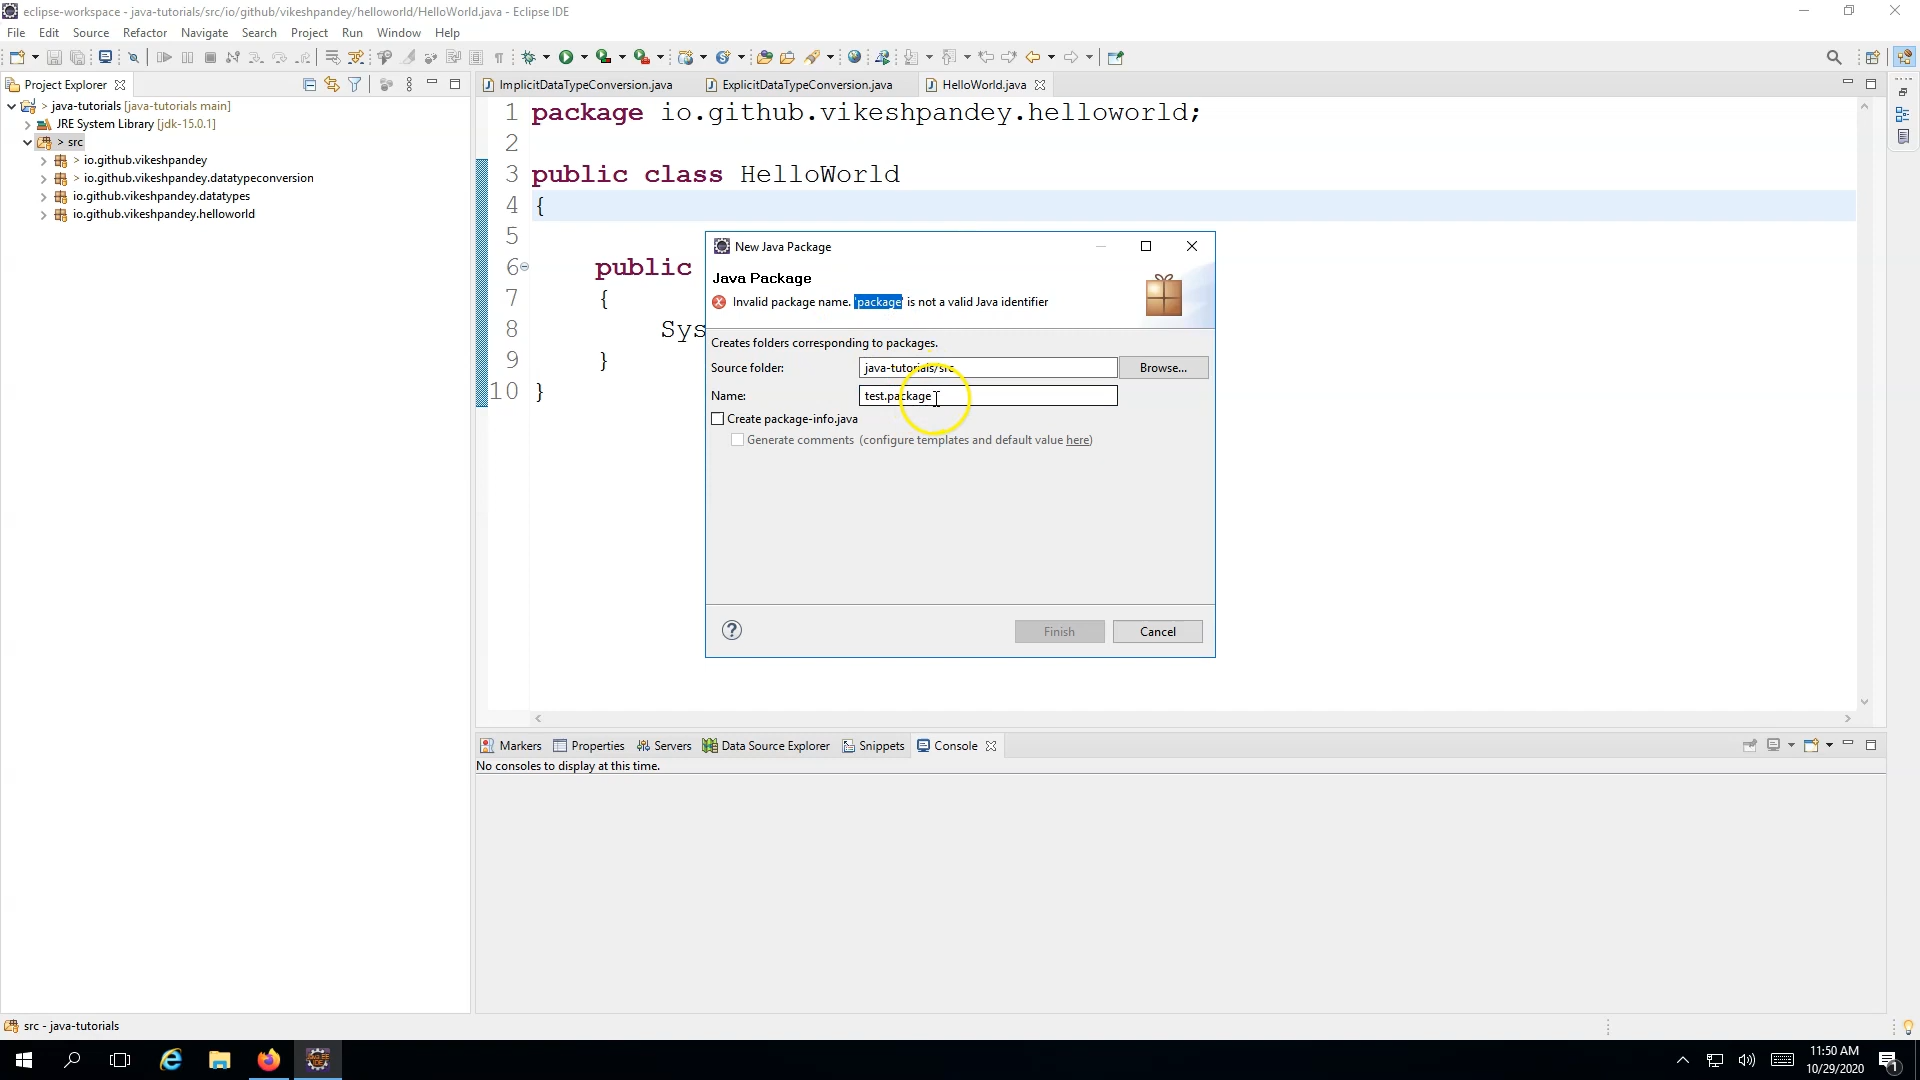 eclipse-workspace - java-tutorials/src/io/github/vikeshpandey/helloworld/HelloWorld.java - Eclipse IDE
File Edit Source Refactor Navigate Search Project Run Window Help
Project Explorer
> java-tutorials [java-tutorials main]
JRE System Library [jdk-15.0.1]
> src
> io.github.vikeshpandey
> io.github.vikeshpandey.datatypeconversion
io.github.vikeshpandey.datatypes
io.github.vikeshpandey.helloworld
ImplicitDataTypeConversion.java ExplicitDataTypeConversion.java HelloWorld.java
1 package io.github.vikeshpandey.helloworld;
2
3 public class HelloWorld
4 {
5
6 public
7 {
8 Sys
9 }
10 }
New Java Package
Java Package
Invalid package name. 'package' is not a valid Java identifier
Creates folders corresponding to packages.
Source folder: java-tutorials/src Browse...
Name: test.package
Create package-info.java
Generate comments (configure templates and default value here)
? Finish Cancel
Markers Properties Servers Data Source Explorer Snippets Console
No consoles to display at this time.
src - java-tutorials
11:50 AM
10/29/2020
1